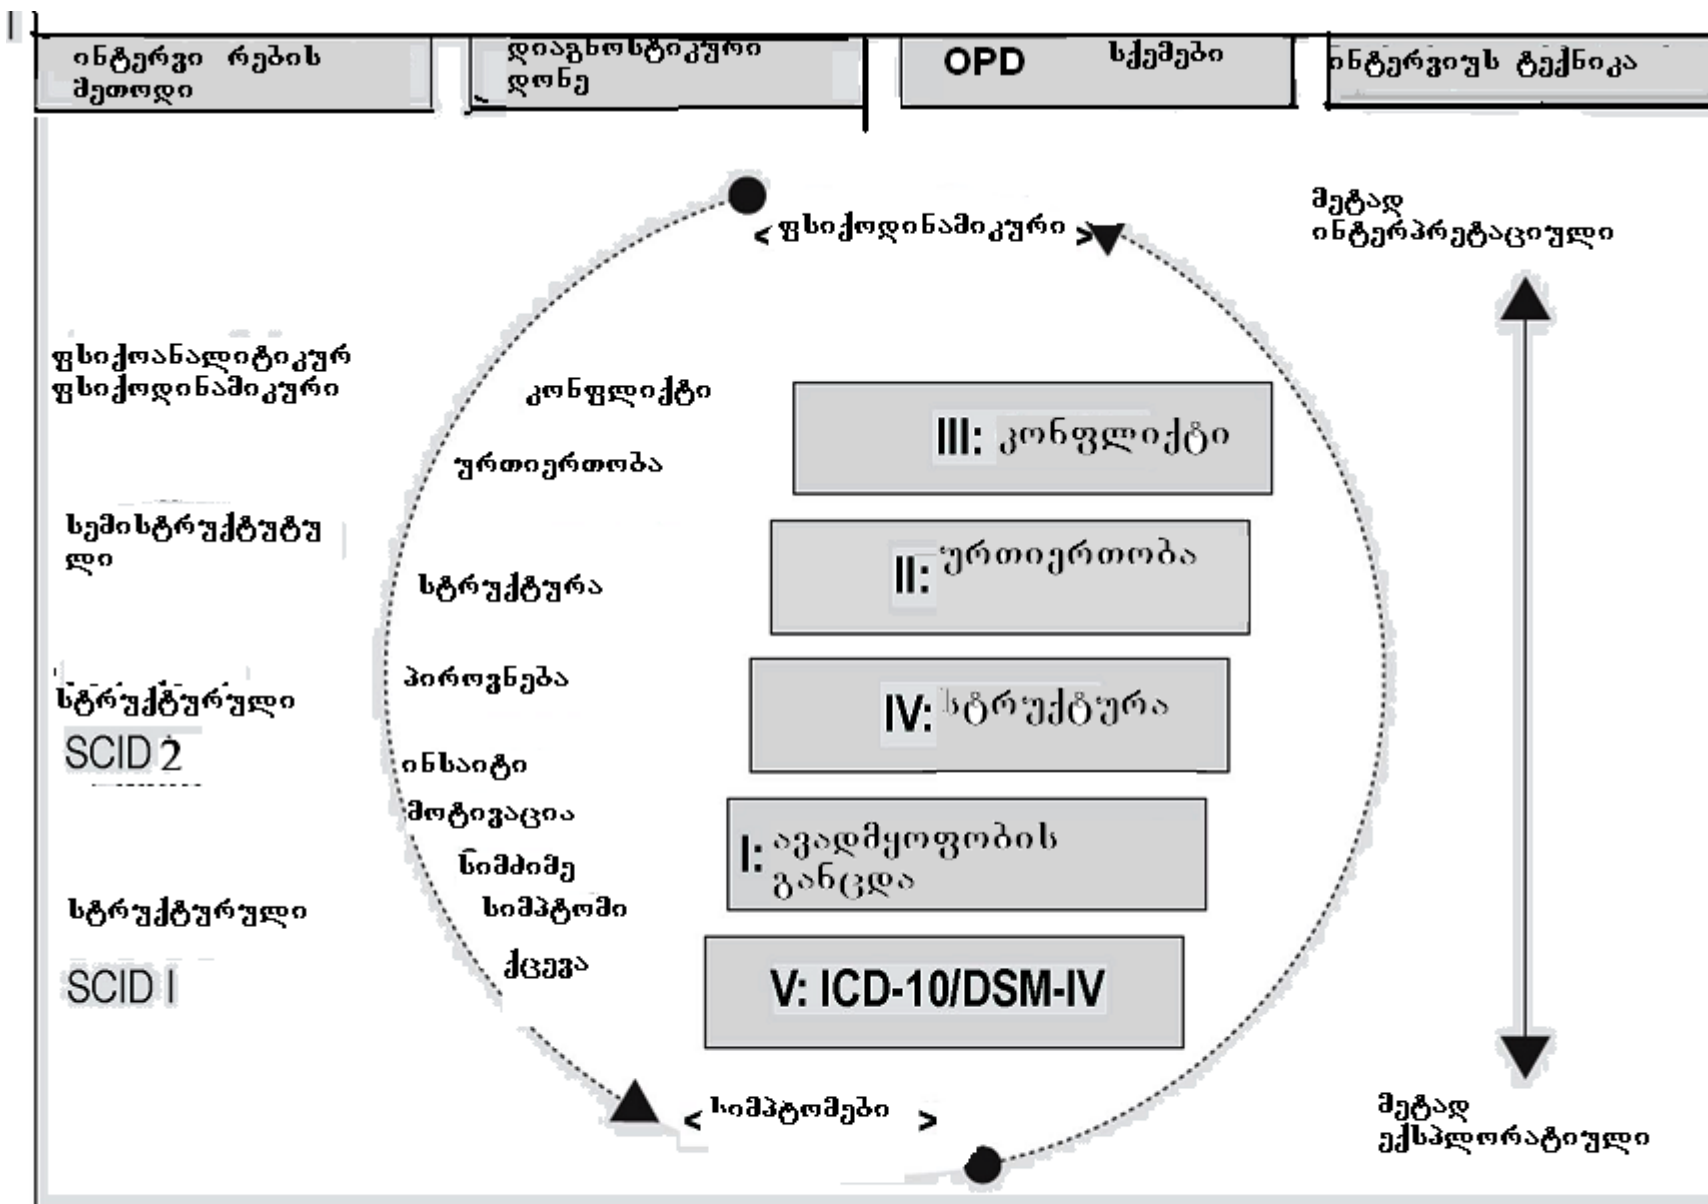 ინტერვი რების
მეთოდი
დიაგნოსტიკური
დონე
OPD სქემები
ინტერვიუს ტექნიკა
< ფსიქოდინამიკური >
მეტად
ინტერპრეტაციული
ფსიქოანალიტიკურ
ფსიქოდინამიკური
კონფლიქტი
III: კონფლიქტი
ურთიერთობა
სემისტრუქტუტუ
ლი
II: ურთიერთობა
სტრუქტურა
პიროვნება
სტრუქტურული
SCID 2
IV: სტრუქტურა
ინსაიტი
მოტივაცია
სიმძიმე
I: ავადმყოფობის
განცდა
სტრუქტურული
SCID I
სიმპტომი
ქცევა
V: ICD-10/DSM-IV
< სიმპტომები >
მეტად
ექსპლორატიული